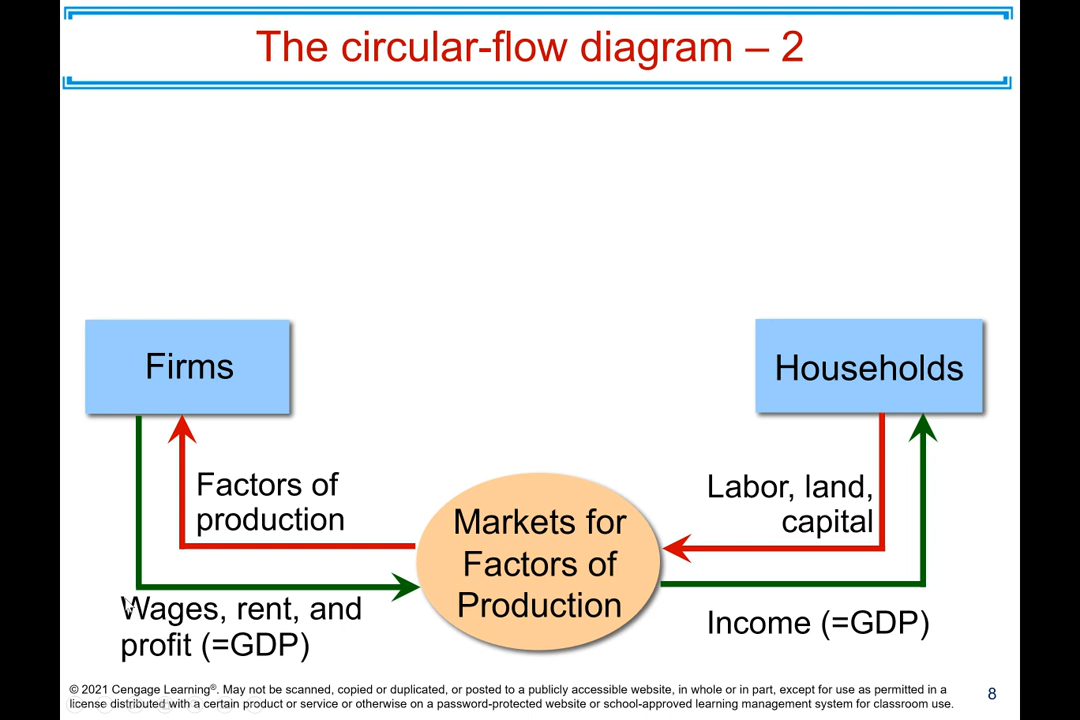 The circular-flow diagram – 2
Firms
Households
Factors of
production
Labor, land,
capital
Markets for
Factors of
Production
Wages, rent, and
profit (=GDP)
Income (=GDP)
© 2021 Cengage Learning®. May not be scanned, copied or duplicated, or posted to a publicly accessible website, in whole or in part, except for use as permitted in a
license distributed with a certain product or service or otherwise on a password-protected website or school-approved learning management system for classroom use.
8